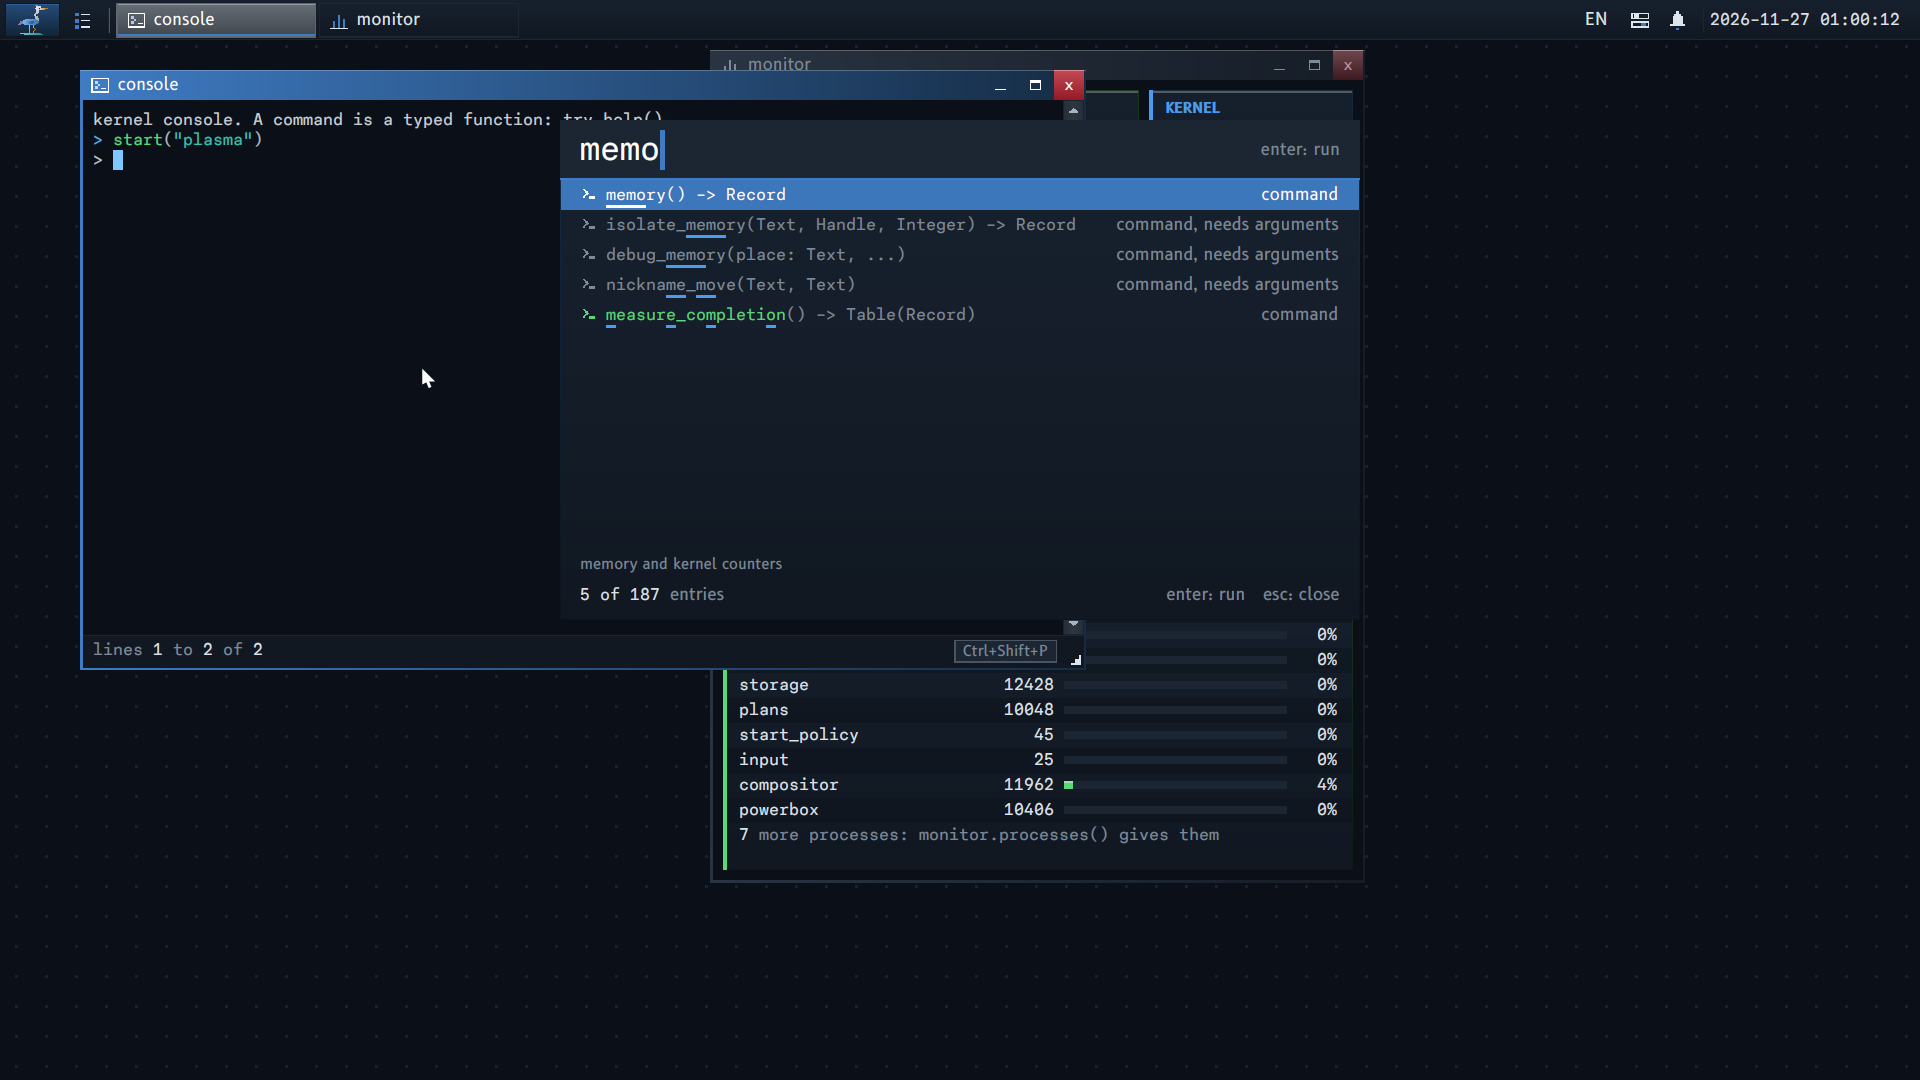 console
monitor
EN
2026-11-27 01:00:12
monitor
x
console
x
KERNEL
kernel console. A command is a typed function: try help()
> start("plasma")
>
memo
enter: run
memory() -> Record
command
isolate_memory(Text, Handle, Integer) -> Record
command, needs arguments
debug_memory(place: Text, ...)
command, needs arguments
nickname_move(Text, Text)
command, needs arguments
measure_completion() -> Table(Record)
command
memory and kernel counters
5 of 187 entries
enter: run esc: close
0%
lines 1 to 2 of 2
Ctrl+Shift+P
0%
storage 12428 0%
plans 10048 0%
start_policy 45 0%
input 25 0%
compositor 11962 4%
powerbox 10406 0%
7 more processes: monitor.processes() gives them